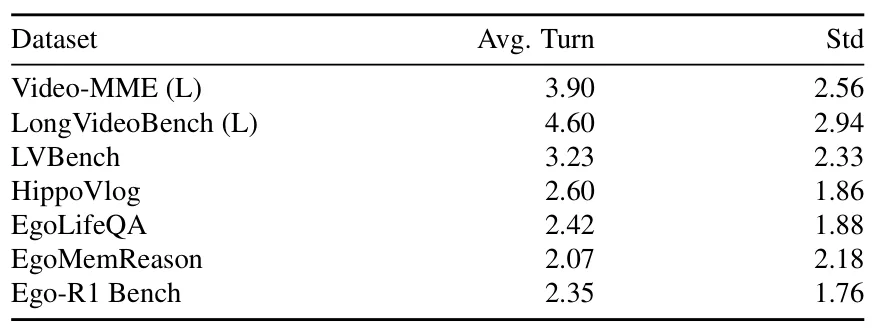 Dataset Avg. Turn Std
Video-MME (L) 3.90 2.56
LongVideoBench (L) 4.60 2.94
LVBench 3.23 2.33
HippoVlog 2.60 1.86
EgoLifeQA 2.42 1.88
EgoMemReason 2.07 2.18
Ego-R1 Bench 2.35 1.76